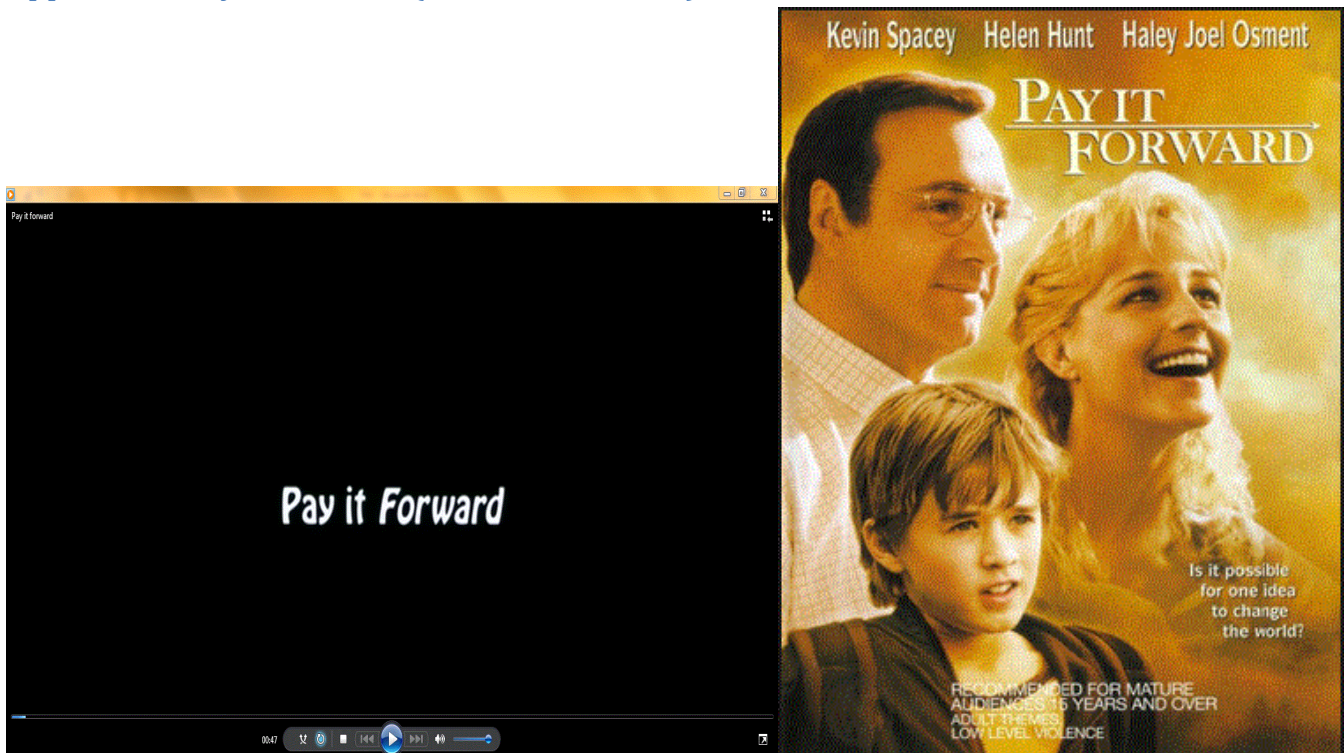 Pay it forward
Pay it Forward
00:47
Kevin Spacey Helen Hunt Haley Joel Osment
PAY IT
FORWARD
Is it possible
for one idea
to change
the world?
RECOMMENDED FOR MATURE
AUDIENCES 15 YEARS AND OVER
ADULT THEMES
LOW LEVEL VIOLENCE